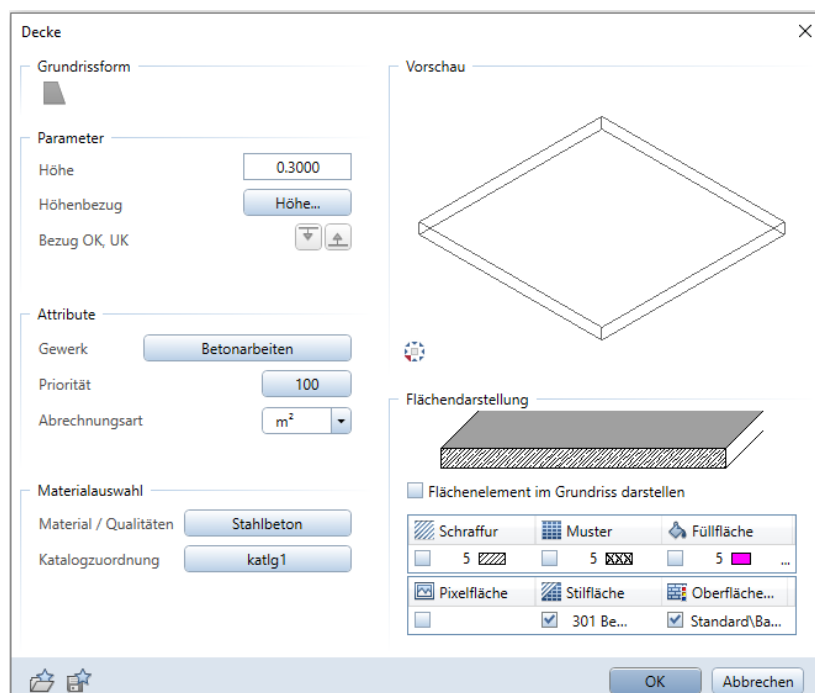 Decke
Grundrissform
Parameter
Höhe 0.3000
Höhenbezug Höhe...
Bezug OK, UK
Attribute
Gewerk Betonarbeiten
Priorität 100
Abrechnungsart m²
Materialauswahl
Material / Qualitäten Stahlbeton
Katalogzuordnung katlg1
Vorschau
Flächendarstellung
Flächenelement im Grundriss darstellen
Schraffur Muster Füllfläche
5 5 5 ...
Pixelfläche Stilfläche Oberfläche...
301 Be... Standard\Ba...
OK Abbrechen